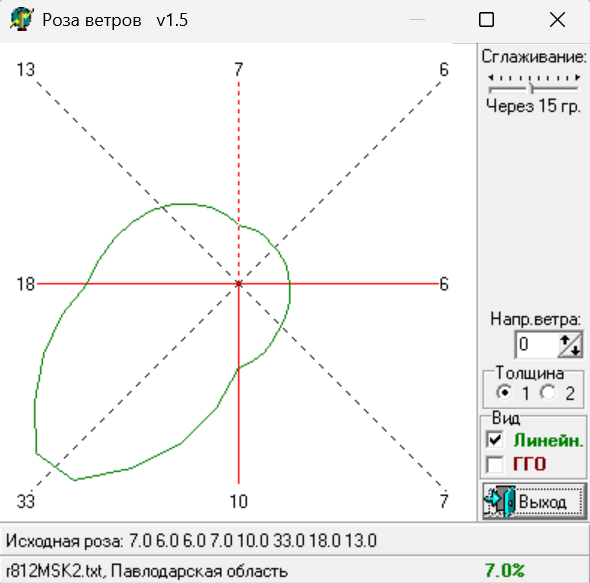 Роза ветров v1.5
13 7 6
Сглаживание:
Через 15 гр.
18 6
Напр.ветра:
0
Толщина
1 2
Вид
Линейн.
ГГО
33 10 7
Выход
Исходная роза: 7.0 6.0 6.0 7.0 10.0 33.0 18.0 13.0
r812MSK2.txt, Павлодарская область 7.0%